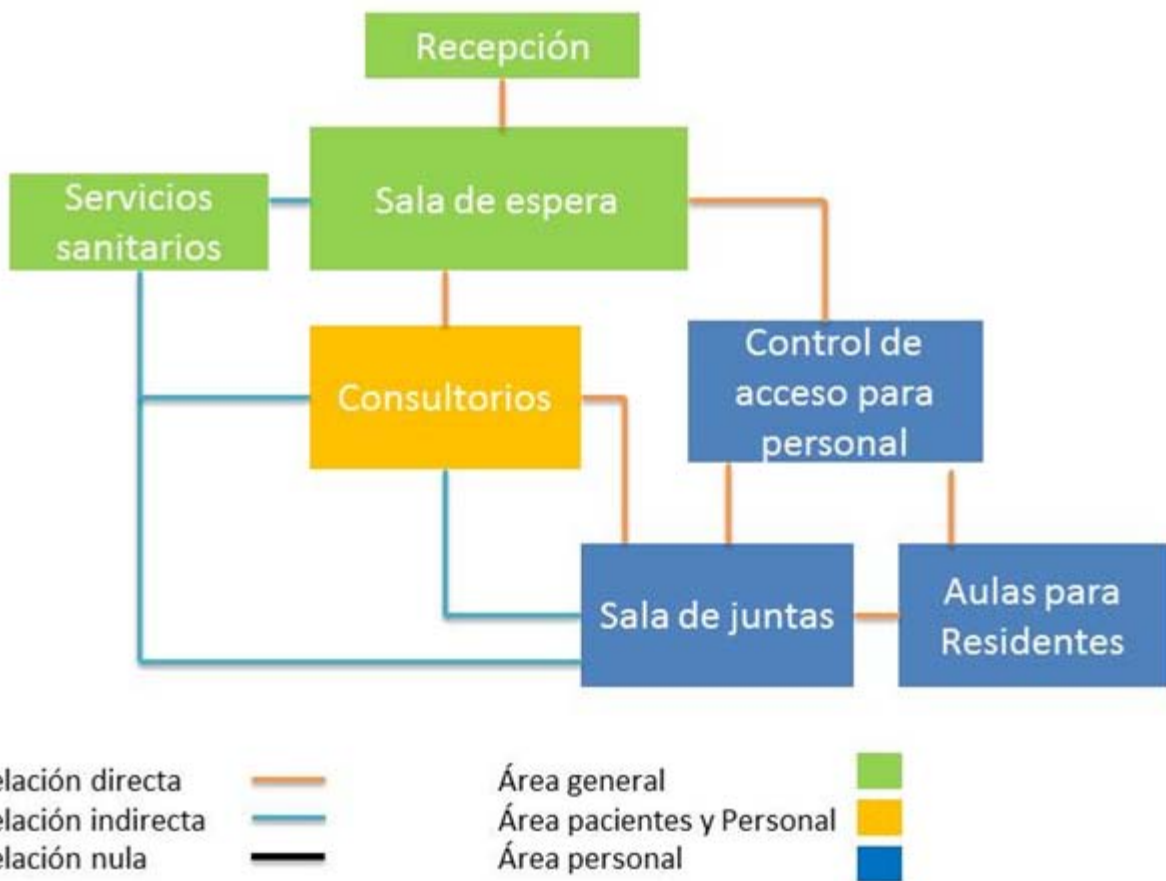 Recepción
Servicios
sanitarios
Sala de espera
Consultorios
Control de
acceso para
personal
Sala de juntas
Aulas para
Residentes
elación directa
elación indirecta
elación nula
Área general
Área pacientes y Personal
Área personal